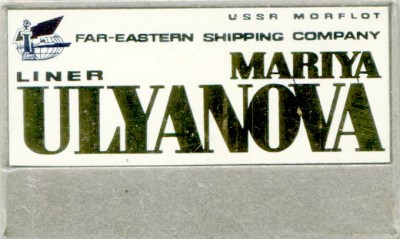 USSR MORFLOT
FAR-EASTERN SHIPPING COMPANY
LINER MARIYA
ULYANOVA